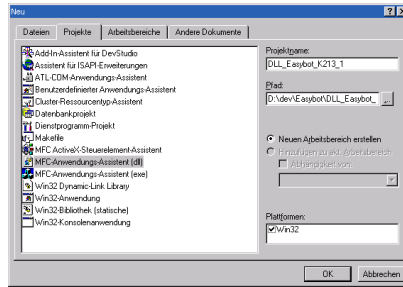 Neu
Dateien
Projekte
Arbeitsbereiche
Andere Dokumente
Add-In-Assistent für DevStudio
Assistent für ISAPI-Erweiterungen
ATL-COM-Anwendungs-Assistent
Benutzerdefinierter Anwendungs-Assistent
Cluster-Ressourcentyp-Assistent
Datenbankprojekt
Dienstprogramm-Projekt
Makefile
MFC ActiveX-Steuerelement-Assistent
MFC-Anwendungs-Assistent (dll)
MFC-Anwendungs-Assistent (exe)
Win32 Dynamic-Link Library
Win32-Anwendung
Win32-Bibliothek (statische)
Win32-Konsolenanwendung
Projektname:
DLL_Easybot_K213_1
Pfad:
D:\dev\Easybot\DLL_Easybot_
...
Neuen Arbeitsbereich erstellen
Hinzufügen zu akt. Arbeitsbereich
Abhängigkeit von:
Plattformen:
Win32
OK
Abbrechen